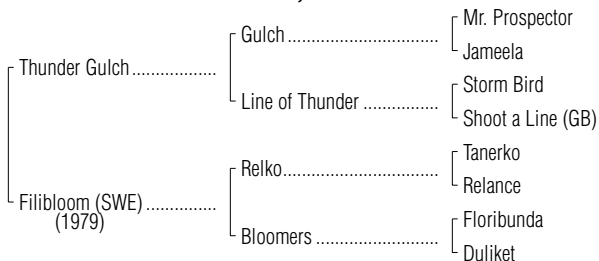 Mr. Prospector
Gulch
Jameela
Thunder Gulch
Storm Bird
Line of Thunder
Shoot a Line (GB)
Tanerko
Relko
Relance
Filibloom (SWE)
(1979)
Floribunda
Bloomers
Duliket